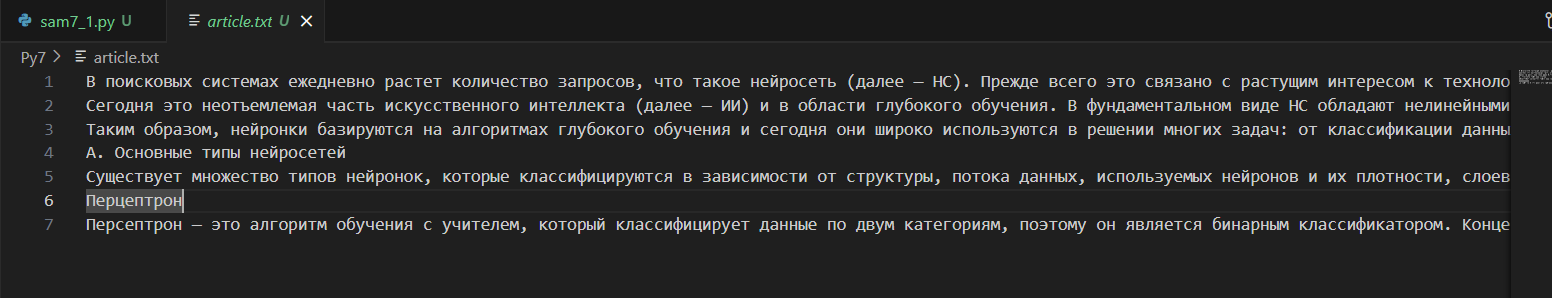 sam7_1.py U article.txt U
Py7 > article.txt
1 В поисковых системах ежедневно растет количество запросов, что такое нейросеть (далее — НС). Прежде всего это связано с растущим интересом к техноло
2 Сегодня это неотъемлемая часть искусственного интеллекта (далее — ИИ) и в области глубокого обучения. В фундаментальном виде НС обладают нелинейными
3 Таким образом, нейронки базируются на алгоритмах глубокого обучения и сегодня они широко используются в решении многих задач: от классификации данны
4 А. Основные типы нейросетей
5 Существует множество типов нейронок, которые классифицируются в зависимости от структуры, потока данных, используемых нейронов и их плотности, слоев
6 Перцептрон
7 Персептрон — это алгоритм обучения с учителем, который классифицирует данные по двум категориям, поэтому он является бинарным классификатором. Конце